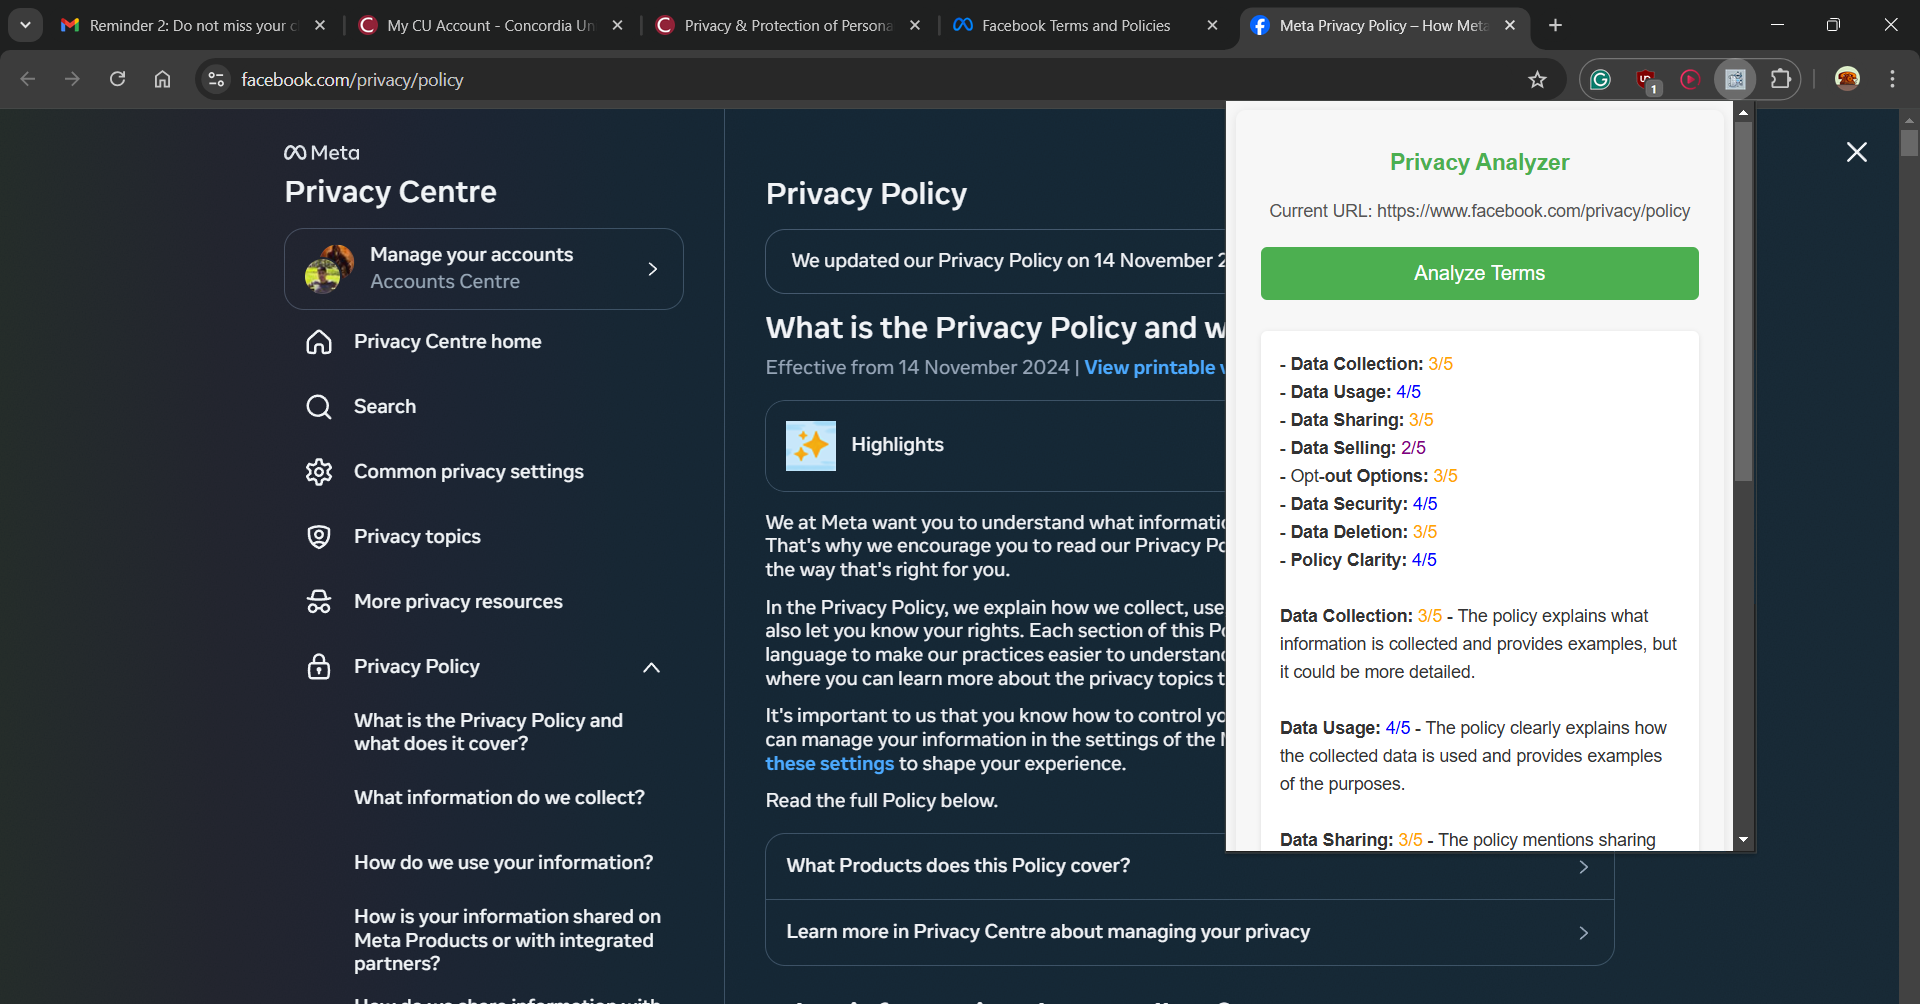 Reminder 2: Do not miss your c
My CU Account - Concordia Un
Privacy & Protection of Persona
Facebook Terms and Policies
Meta Privacy Policy – How Meta
facebook.com/privacy/policy
1
Meta
Privacy Centre
Manage your accounts
Accounts Centre
Privacy Centre home
Search
Common privacy settings
Privacy topics
More privacy resources
Privacy Policy
What is the Privacy Policy and
what does it cover?
What information do we collect?
How do we use your information?
How is your information shared on
Meta Products or with integrated
partners?
How do we share information with
Privacy Policy
We updated our Privacy Policy on 14 November 2
What is the Privacy Policy and w
Effective from 14 November 2024 | View printable v
Highlights
We at Meta want you to understand what informatio
That's why we encourage you to read our Privacy Po
the way that's right for you.
In the Privacy Policy, we explain how we collect, use
also let you know your rights. Each section of this Po
language to make our practices easier to understand
where you can learn more about the privacy topics t
It's important to us that you know how to control yo
can manage your information in the settings of the M
these settings to shape your experience.
Read the full Policy below.
What Products does this Policy cover?
Learn more in Privacy Centre about managing your privacy
Privacy Analyzer
Current URL: https://www.facebook.com/privacy/policy
Analyze Terms
- Data Collection: 3/5
- Data Usage: 4/5
- Data Sharing: 3/5
- Data Selling: 2/5
- Opt-out Options: 3/5
- Data Security: 4/5
- Data Deletion: 3/5
- Policy Clarity: 4/5
Data Collection: 3/5 - The policy explains what
information is collected and provides examples, but
it could be more detailed.
Data Usage: 4/5 - The policy clearly explains how
the collected data is used and provides examples
of the purposes.
Data Sharing: 3/5 - The policy mentions sharing